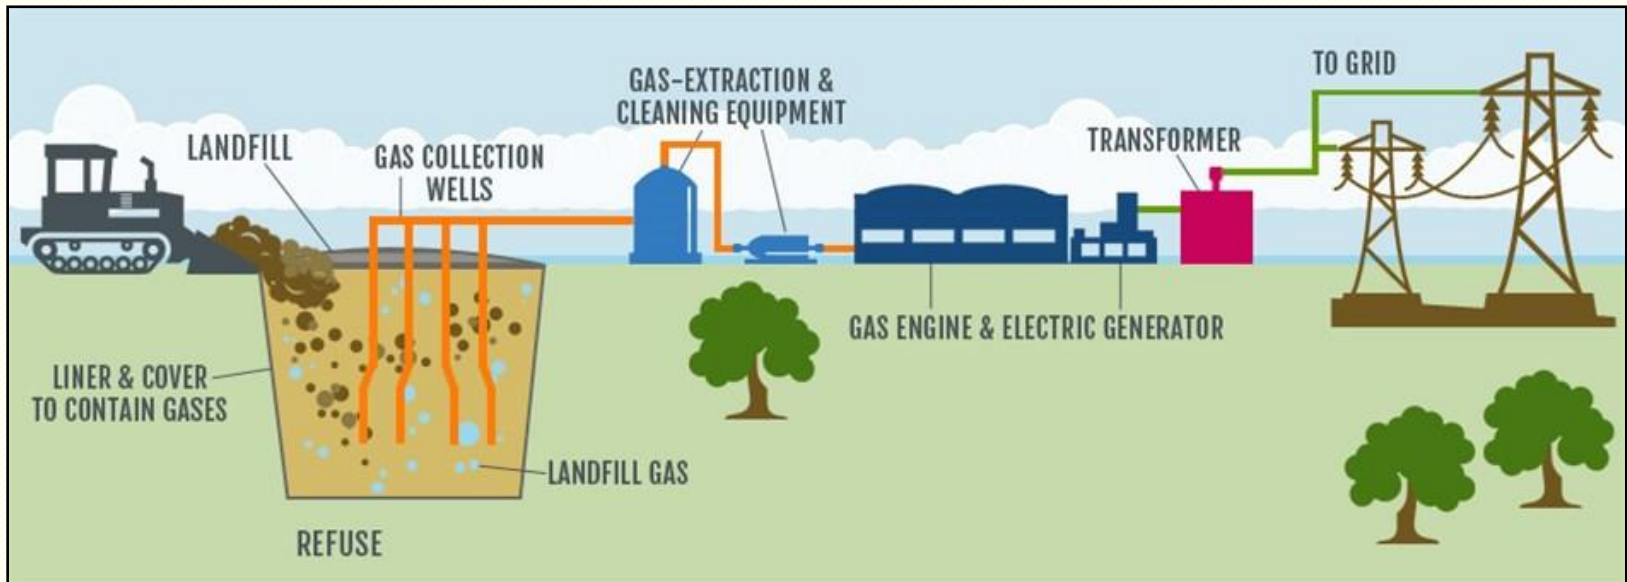 TO GRID
GAS-EXTRACTION &
CLEANING EQUIPMENT
TRANSFORMER
LANDFILL
GAS COLLECTION
WELLS
GAS ENGINE & ELECTRIC GENERATOR
LINER & COVER
TO CONTAIN GASES
LANDFILL GAS
REFUSE